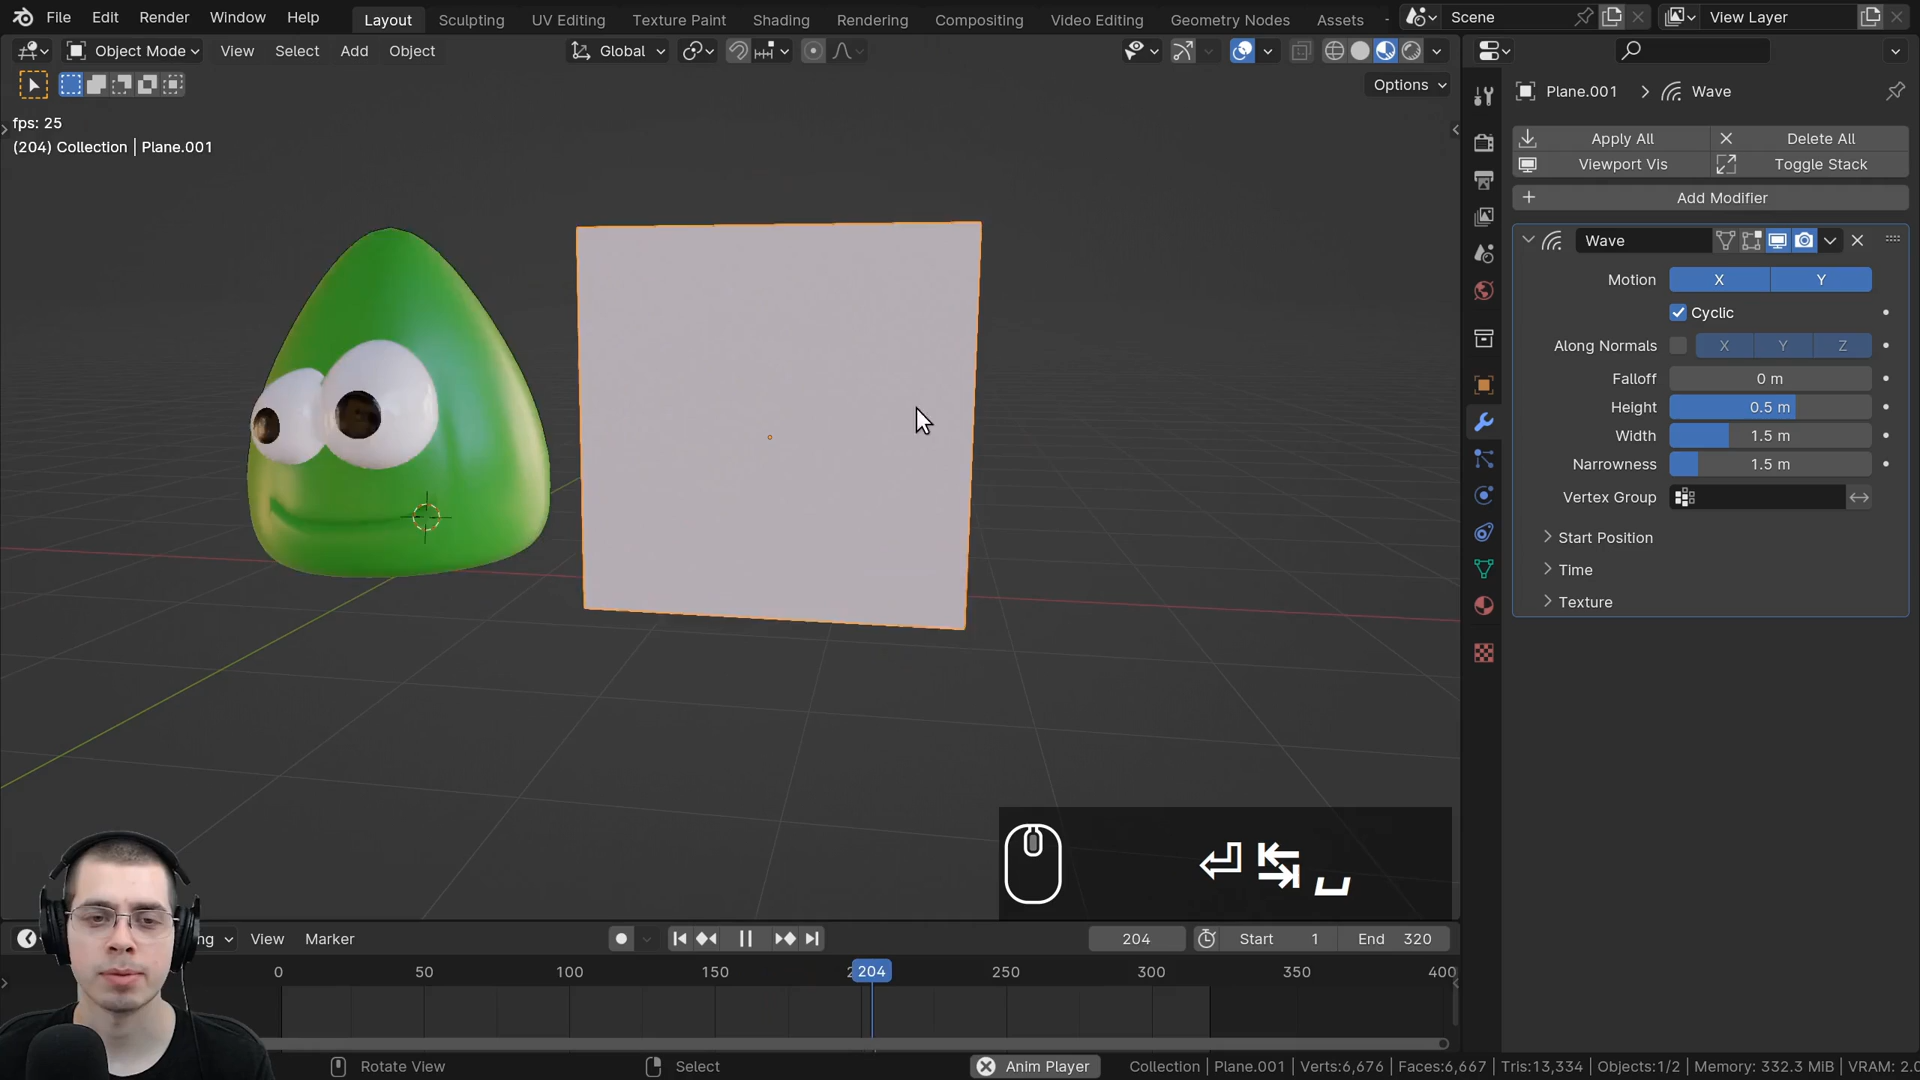 File Edit Render Window Help Layout Sculpting UV Editing Texture Paint Shading Rendering Compositing Video Editing Geometry Nodes Assets Scene View Layer
Object Mode View Select Add Object Global
Options
fps: 25
(204) Collection | Plane.001
Plane.001 > Wave
Apply All Delete All
Viewport Vis Toggle Stack
Add Modifier
Wave
Motion X Y
Cyclic
Along Normals X Y Z
Falloff 0 m
Height 0.5 m
Width 1.5 m
Narrowness 1.5 m
Vertex Group
Start Position
Time
Texture
View Marker 204 Start 1 End 320
0 50 100 150 204 250 300 350 400
Rotate View Select Anim Player Collection | Plane.001 | Verts:6,676 | Faces:6,667 | Tris:13,334 | Objects:1/2 | Memory: 332.3 MiB | VRAM: